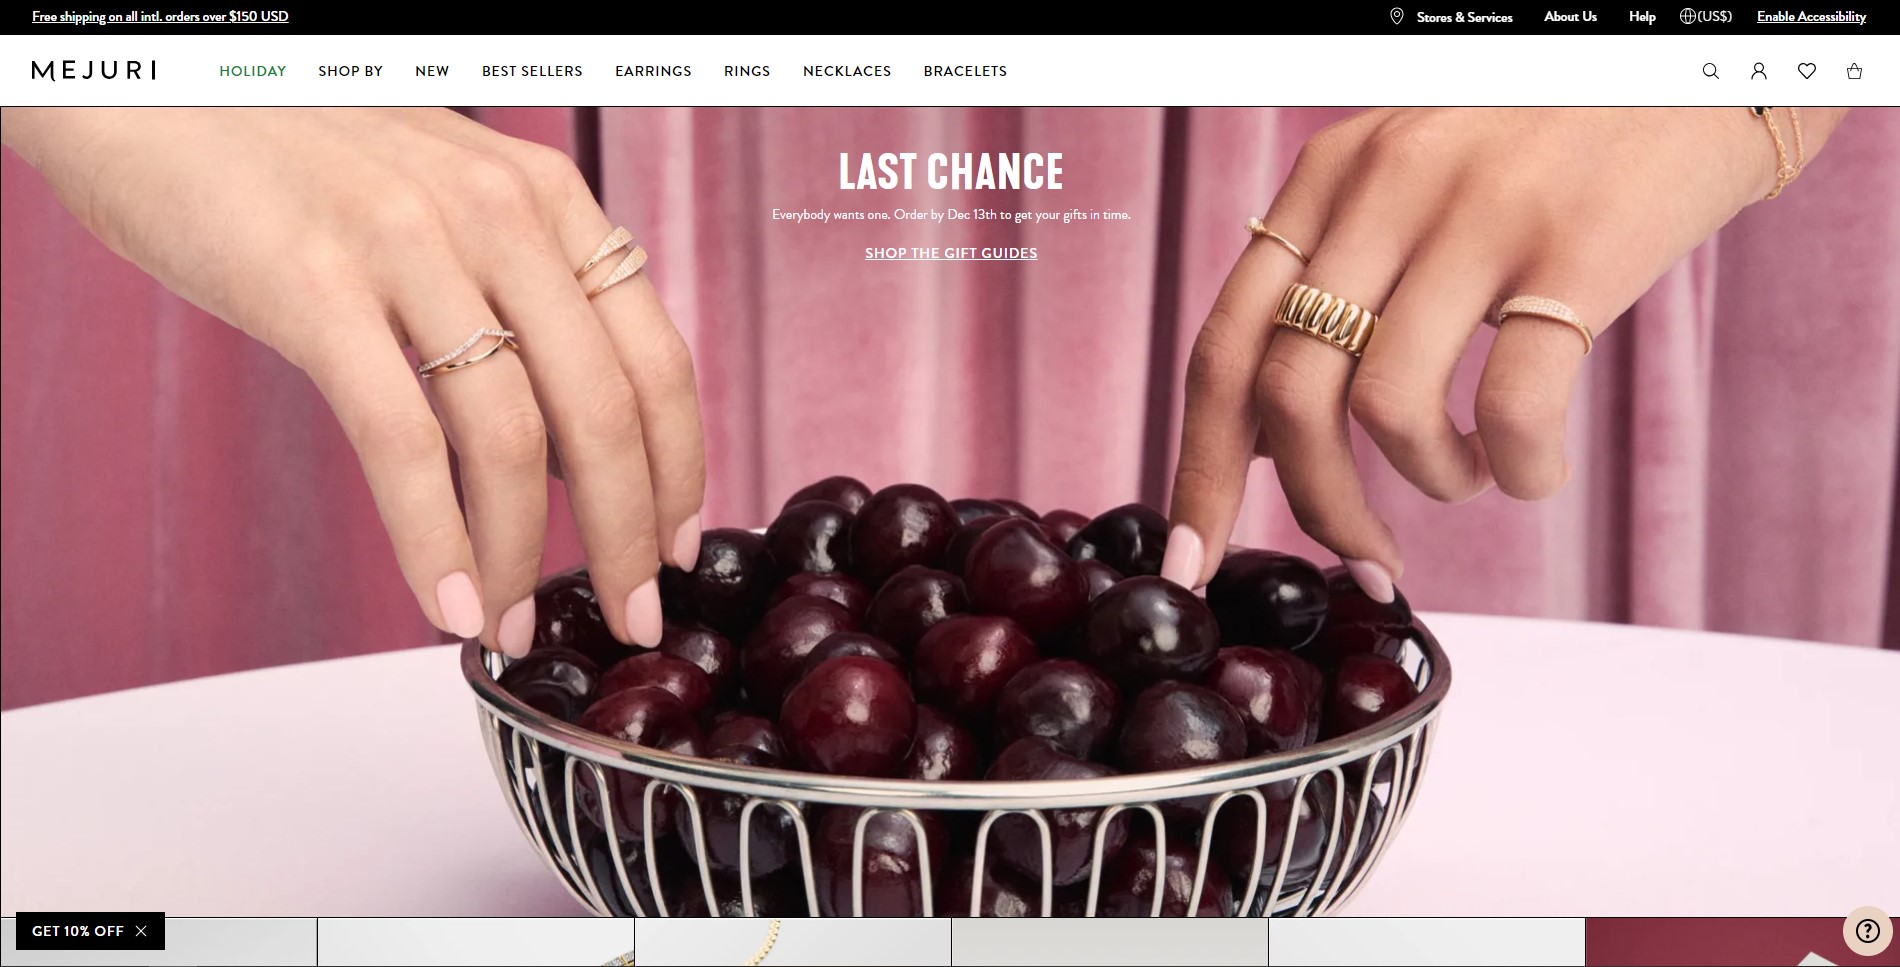 Free shipping on all intl. orders over $150 USD
Stores & Services
About Us
Help
(US$)
Enable Accessibility
MEJURI
HOLIDAY
SHOP BY
NEW
BEST SELLERS
EARRINGS
RINGS
NECKLACES
BRACELETS
LAST CHANCE
Everybody wants one. Order by Dec 13th to get your gifts in time.
SHOP THE GIFT GUIDES
GET 10% OFF